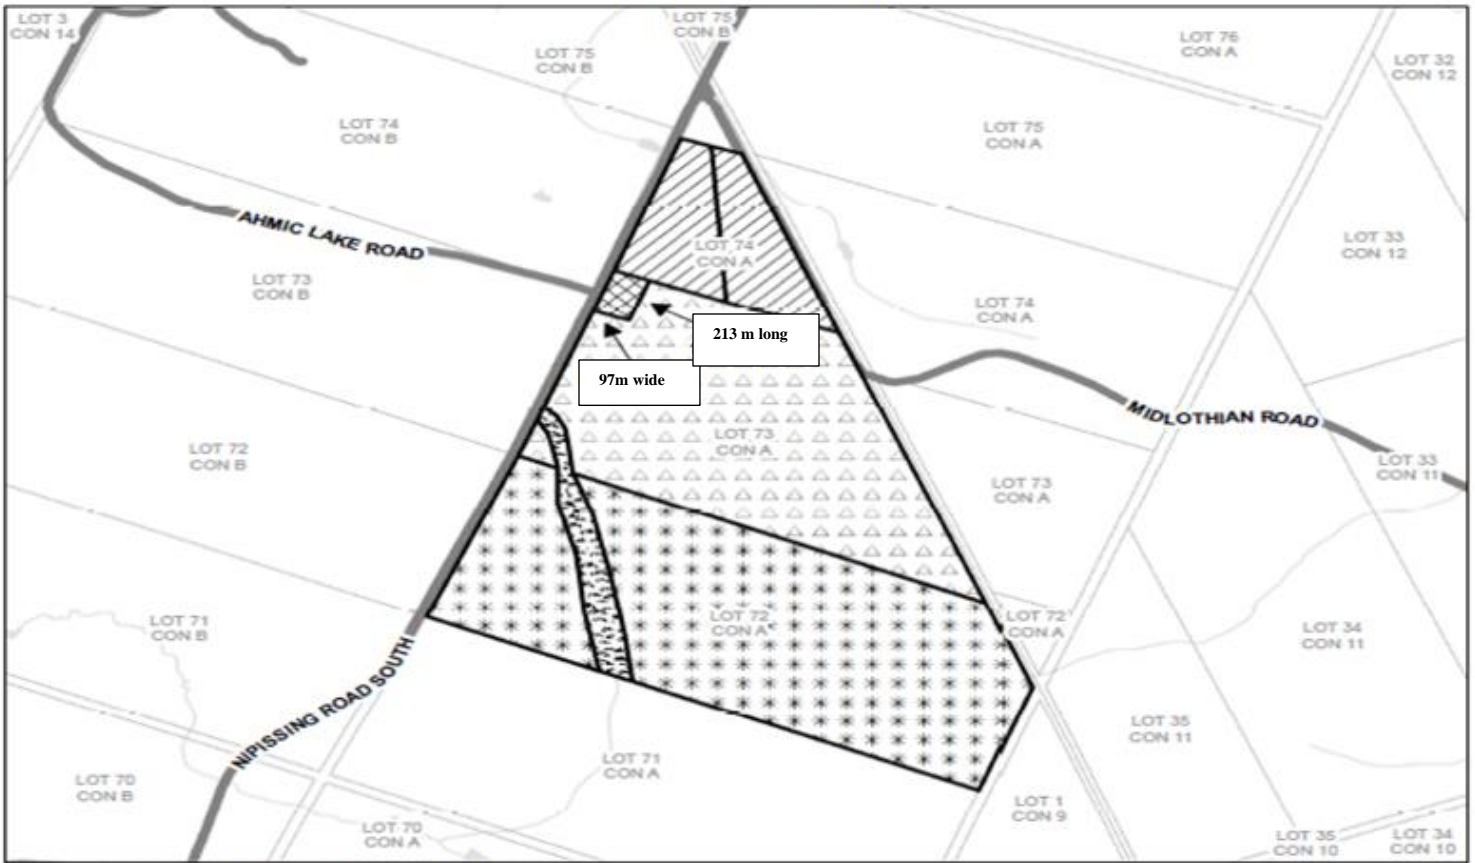 LOT 3
CON 14
LOT 75
CON B
LOT 75
CON B
LOT 76
CON A
LOT 32
CON 12
LOT 74
CON B
LOT 75
CON A
AHMIC LAKE ROAD
LOT 74
CON A
LOT 33
CON 12
LOT 73
CON B
LOT 74
CON A
213 m long
97m wide
MIDLOTHIAN ROAD
LOT 72
CON B
LOT 73
CON A
LOT 33
CON 11
LOT 73
CON A
LOT 71
CON B
LOT 72
CON A
LOT 72
CON A
LOT 34
CON 11
NIPISSING ROAD SOUTH
LOT 35
CON 11
LOT 71
CON A
LOT 70
CON B
LOT 1
CON 9
LOT 70
CON A
LOT 35
CON 10
LOT 34
CON 10